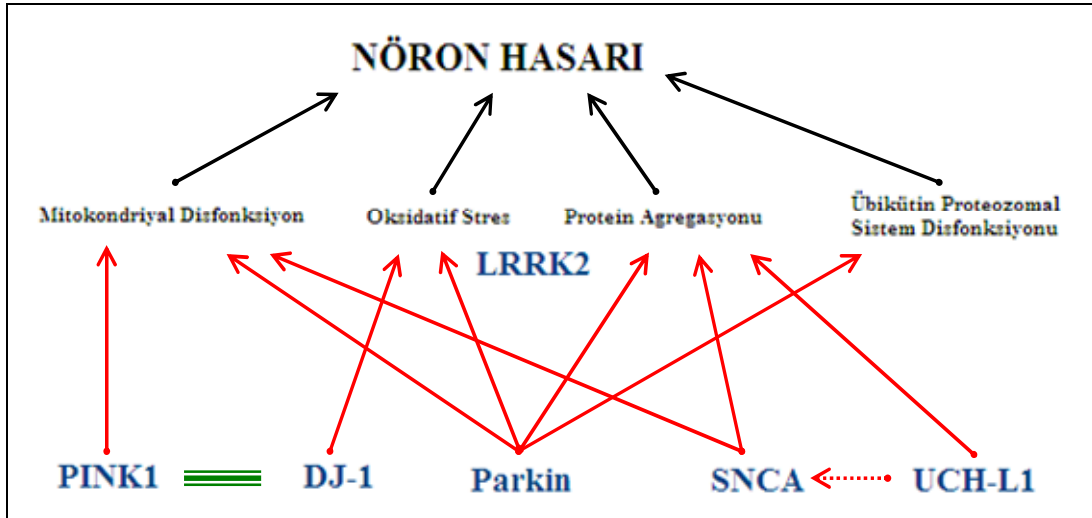 NÖRON HASARI
Mitokondriyal Disfonksiyon
Oksidatif Stres
Protein Agregasyonu
Übikütin Proteozomal
Sistem Disfonksiyonu
LRRK2
PINK1
DJ-1
Parkin
SNCA
UCH-L1